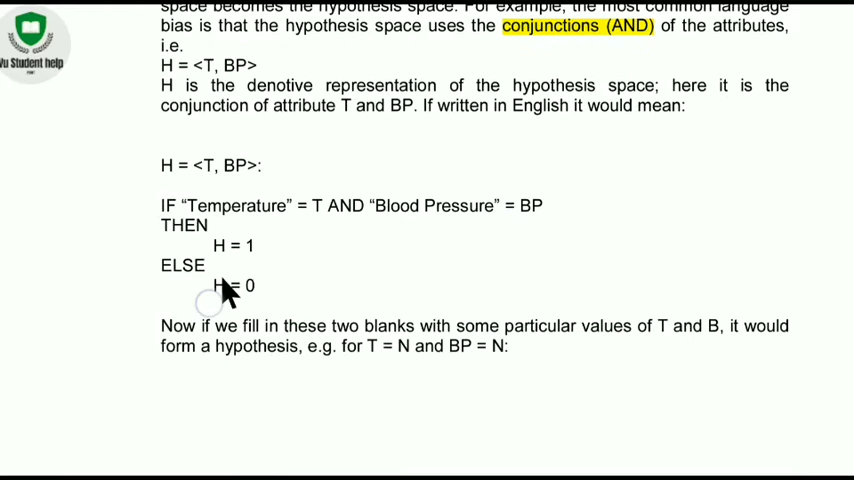 space becomes the hypothesis space. For example, the most common language
bias is that the hypothesis space uses the conjunctions (AND) of the attributes,
i.e.
H = <T, BP>
H is the denotive representation of the hypothesis space; here it is the
conjunction of attribute T and BP. If written in English it would mean:
H = <T, BP>:
IF “Temperature” = T AND “Blood Pressure” = BP
THEN
H = 1
ELSE
H = 0
Now if we fill in these two blanks with some particular values of T and B, it would
form a hypothesis, e.g. for T = N and BP = N:
Vu Student help